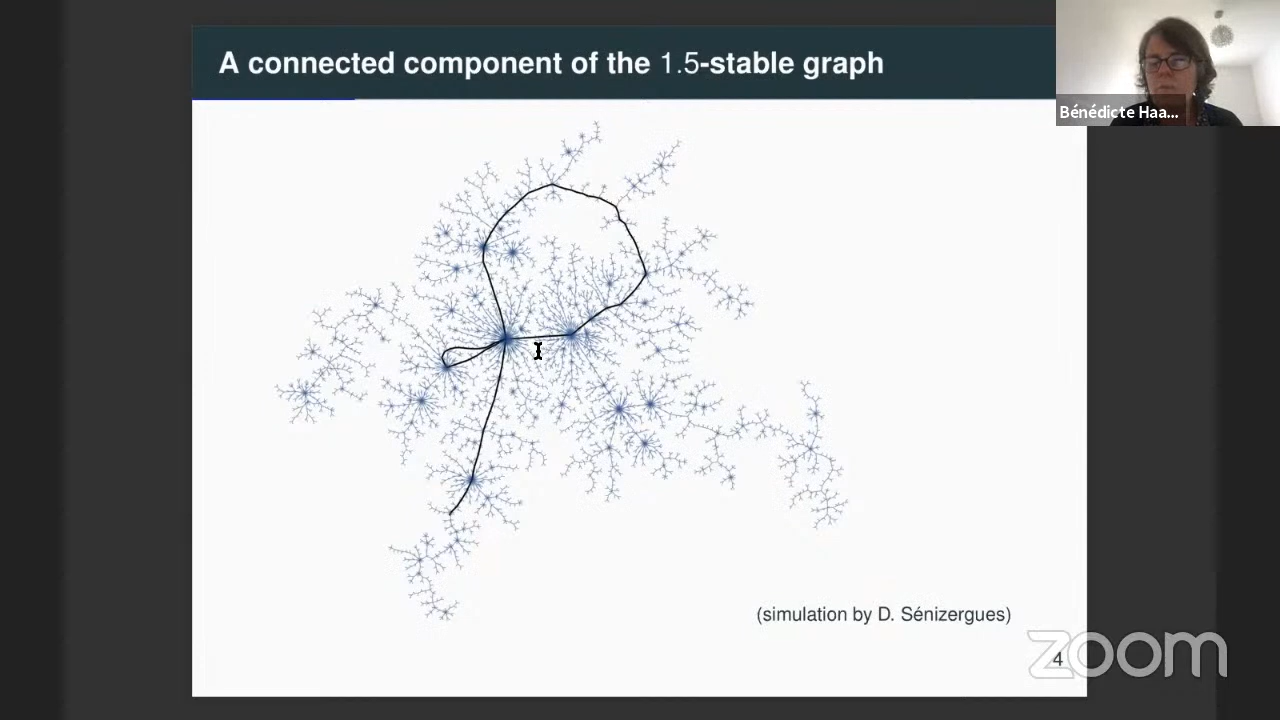 A connected component of the 1.5-stable graph
Bénédicte Haa...
(simulation by D. Sénizergues)
4
zoom